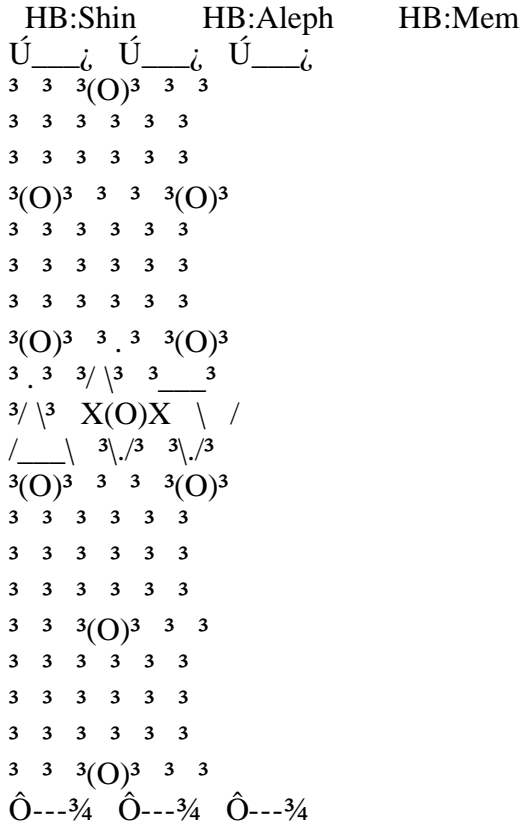 HB:Shin HB:Aleph HB:Mem
Ú___¿ Ú___¿ Ú___¿
³ ³ ³(O)³ ³ ³
³ ³ ³ ³ ³ ³
³ ³ ³ ³ ³ ³
³(O)³ ³ ³ ³(O)³
³ ³ ³ ³ ³ ³
³ ³ ³ ³ ³ ³
³ ³ ³ ³ ³ ³
³(O)³ ³ . ³ ³(O)³
³ . ³ ³/ \³ ³___³
³/ \³ X(O)X \ /
/___\ ³\./³ ³\./³
³(O)³ ³ ³ ³(O)³
³ ³ ³ ³ ³ ³
³ ³ ³ ³ ³ ³
³ ³ ³ ³ ³ ³
³ ³ ³(O)³ ³ ³
³ ³ ³ ³ ³ ³
³ ³ ³ ³ ³ ³
³ ³ ³ ³ ³ ³
³ ³ ³(O)³ ³ ³
Ô---¾ Ô---¾ Ô---¾